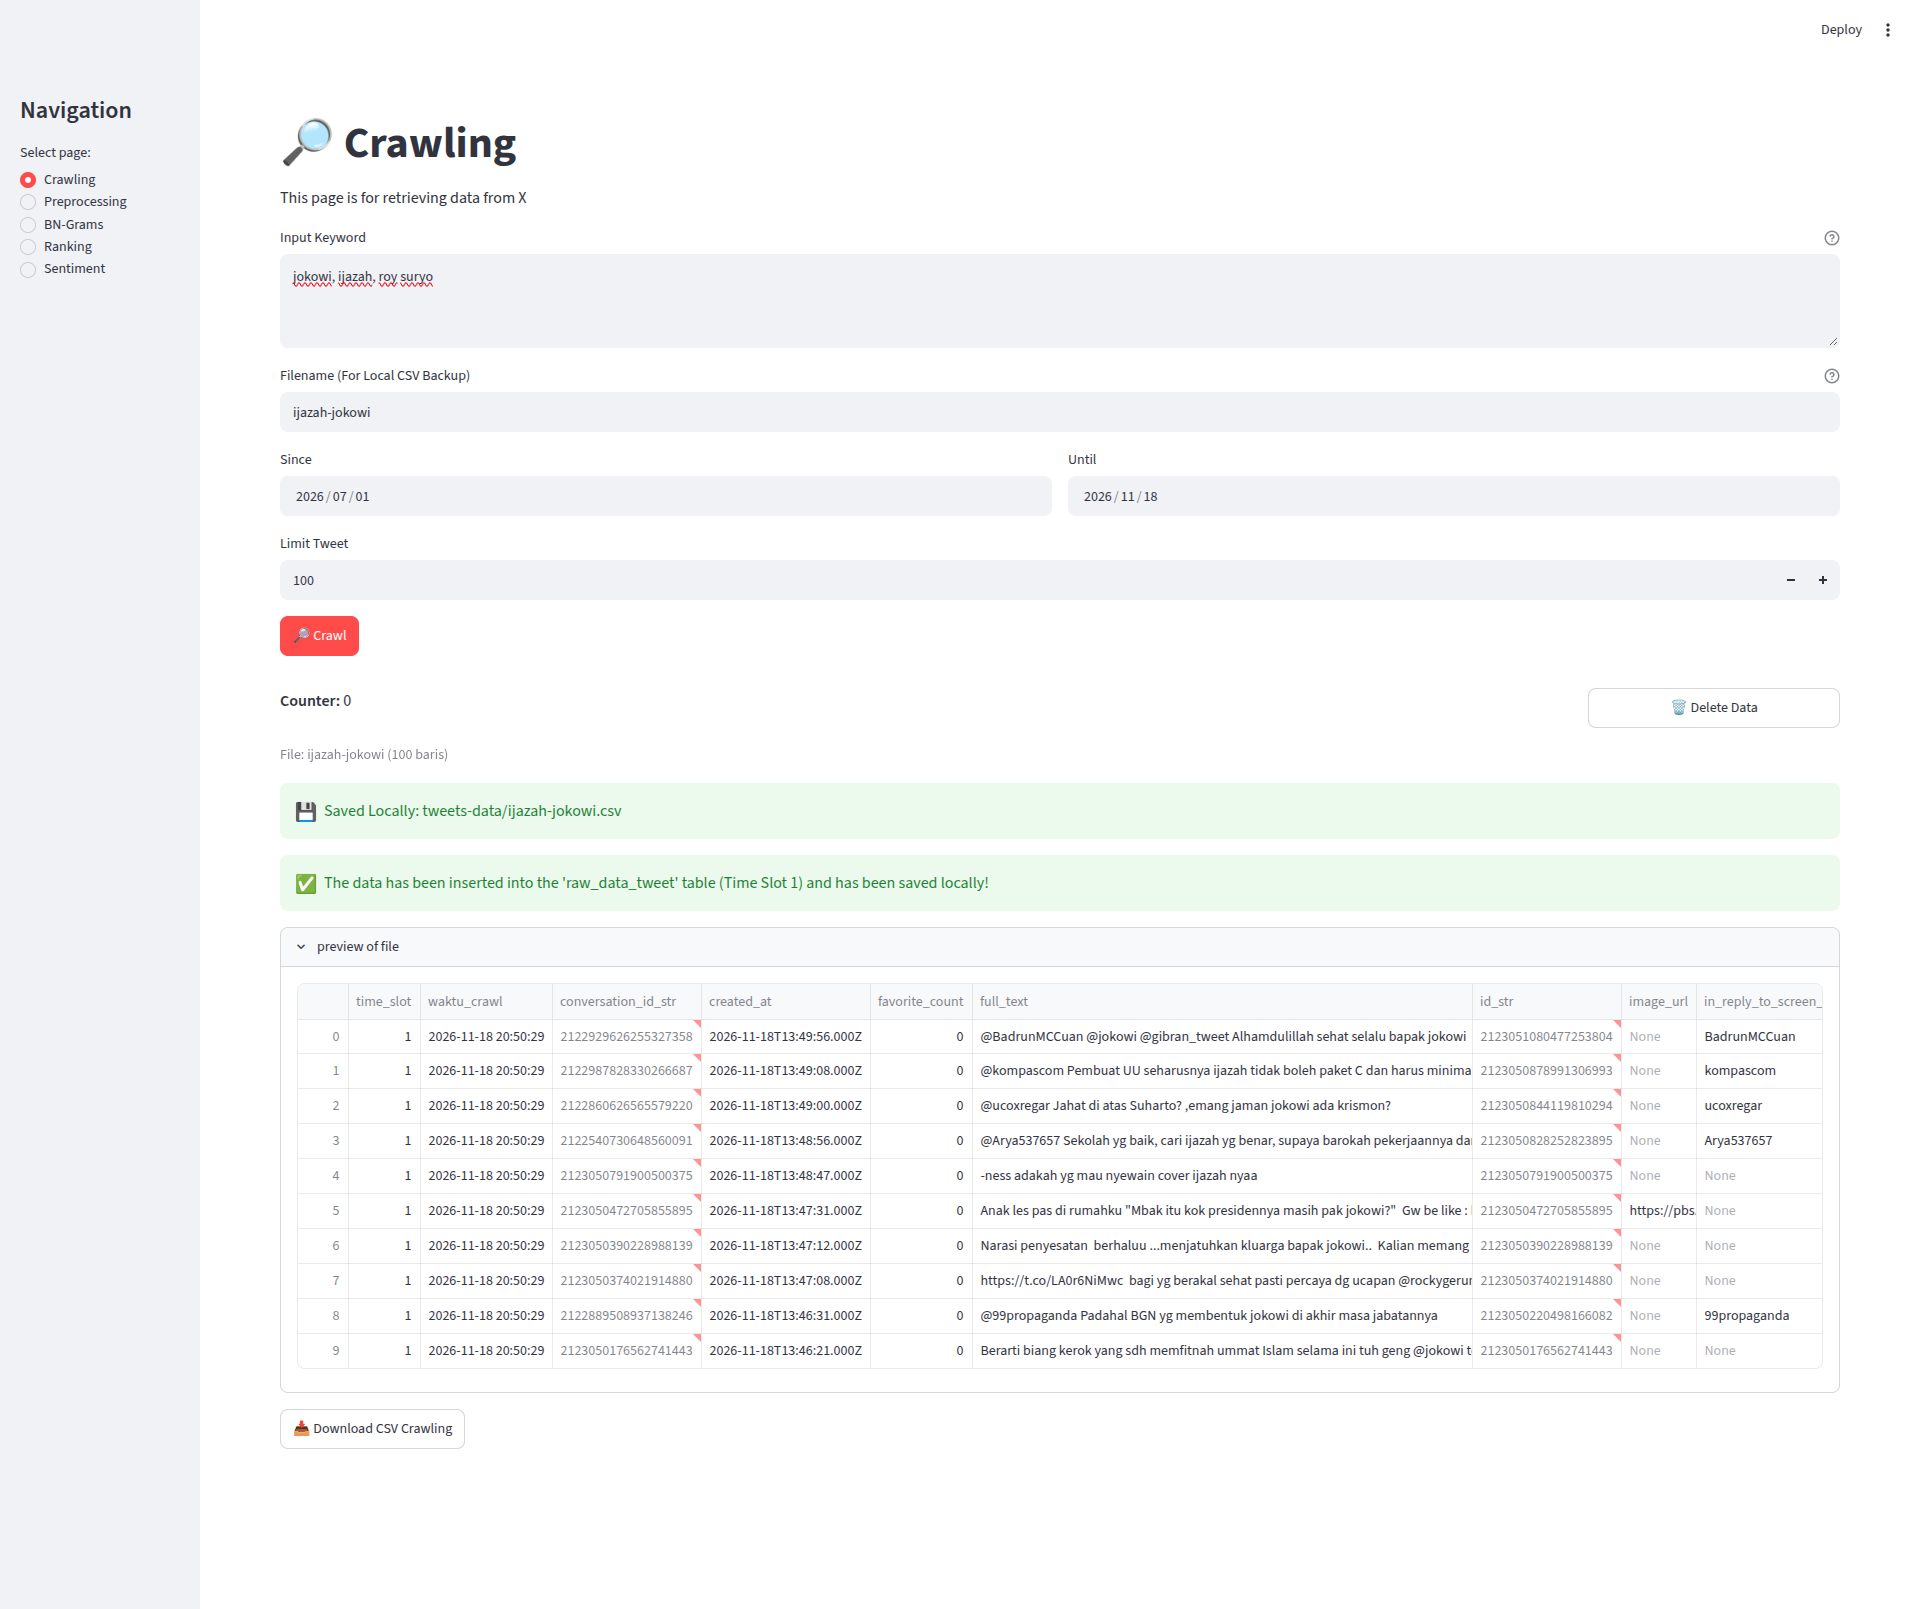 Deploy
Navigation
Select page:
Crawling
Preprocessing
BN-Grams
Ranking
Sentiment
Crawling
This page is for retrieving data from X
Input Keyword
jokowi, ijazah, roy suryo
Filename (For Local CSV Backup)
ijazah-jokowi
Since Until
2026/07/01 2026/11/18
Limit Tweet
100
Crawl
Counter: 0 Delete Data
File: ijazah-jokowi (100 baris)
Saved Locally: tweets-data/ijazah-jokowi.csv
The data has been inserted into the 'raw_data_tweet' table (Time Slot 1) and has been saved locally!
preview of file
time_slot waktu_crawl conversation_id_str created_at favorite_count full_text id_str image_url in_reply_to_screen_
0 1 2026-11-18 20:50:29 2122929626255327358 2026-11-18T13:49:56.000Z 0 @BadrunMCCuan @jokowi @gibran_tweet Alhamdulillah sehat selalu bapak jokowi 2123051080477253804 None BadrunMCCuan
1 1 2026-11-18 20:50:29 2122987828330266687 2026-11-18T13:49:08.000Z 0 @kompascom Pembuat UU seharusnya ijazah tidak boleh paket C dan harus minima 2123050878991306993 None kompascom
2 1 2026-11-18 20:50:29 2122860626565579220 2026-11-18T13:49:00.000Z 0 @ucoxregar Jahat di atas Suharto? ,emang jaman jokowi ada krismon? 2123050844119810294 None ucoxregar
3 1 2026-11-18 20:50:29 2122540730648560091 2026-11-18T13:48:56.000Z 0 @Arya537657 Sekolah yg baik, cari ijazah yg benar, supaya barokah pekerjaannya da 2123050828252823895 None Arya537657
4 1 2026-11-18 20:50:29 2123050791900500375 2026-11-18T13:48:47.000Z 0 -ness adakah yg mau nyewain cover ijazah nyaa 2123050791900500375 None None
5 1 2026-11-18 20:50:29 2123050472705855895 2026-11-18T13:47:31.000Z 0 Anak les pas di rumahku "Mbak itu kok presidennya masih pak jokowi?" Gw be like : 2123050472705855895 https://pbs. None
6 1 2026-11-18 20:50:29 2123050390228988139 2026-11-18T13:47:12.000Z 0 Narasi penyesatan berhaluu ...menjatuhkan kluarga bapak jokowi.. Kalian memang 2123050390228988139 None None
7 1 2026-11-18 20:50:29 2123050374021914880 2026-11-18T13:47:08.000Z 0 https://t.co/LA0r6NiMwc bagi yg berakal sehat pasti percaya dg ucapan @rockygerur 2123050374021914880 None None
8 1 2026-11-18 20:50:29 2122889508937138246 2026-11-18T13:46:31.000Z 0 @99propaganda Padahal BGN yg membentuk jokowi di akhir masa jabatannya 2123050220498166082 None 99propaganda
9 1 2026-11-18 20:50:29 2123050176562741443 2026-11-18T13:46:21.000Z 0 Berarti biang kerok yang sdh memfitnah ummat Islam selama ini tuh geng @jokowi t 2123050176562741443 None None
Download CSV Crawling